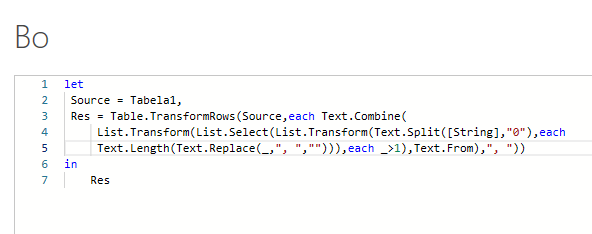 Bo
1 let
2 Source = Tabela1,
3 Res = Table.TransformRows(Source,each Text.Combine(
4 List.Transform(List.Select(List.Transform(Text.Split([String],"0"),each
5 Text.Length(Text.Replace(_,", ",""))),each _>1),Text.From),", "))
6 in
7 Res